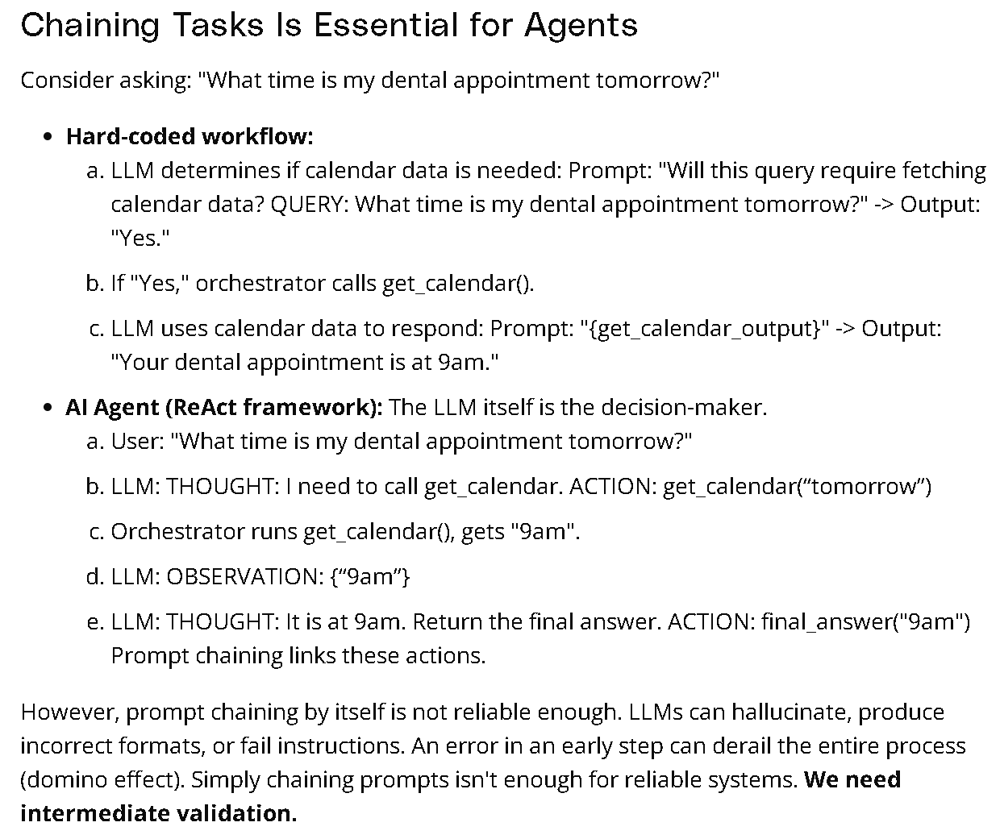 Chaining Tasks Is Essential for Agents
Consider asking: "What time is my dental appointment tomorrow?"
• Hard-coded workflow:
a. LLM determines if calendar data is needed: Prompt: "Will this query require fetching
calendar data? QUERY: What time is my dental appointment tomorrow?" -> Output:
"Yes."
b. If "Yes," orchestrator calls get_calendar().
c. LLM uses calendar data to respond: Prompt: "{get_calendar_output}" -> Output:
"Your dental appointment is at 9am."
• AI Agent (ReAct framework): The LLM itself is the decision-maker.
a. User: "What time is my dental appointment tomorrow?"
b. LLM: THOUGHT: I need to call get_calendar. ACTION: get_calendar(“tomorrow”)
c. Orchestrator runs get_calendar(), gets "9am".
d. LLM: OBSERVATION: {“9am”}
e. LLM: THOUGHT: It is at 9am. Return the final answer. ACTION: final_answer("9am")
Prompt chaining links these actions.
However, prompt chaining by itself is not reliable enough. LLMs can hallucinate, produce
incorrect formats, or fail instructions. An error in an early step can derail the entire process
(domino effect). Simply chaining prompts isn't enough for reliable systems. We need
intermediate validation.